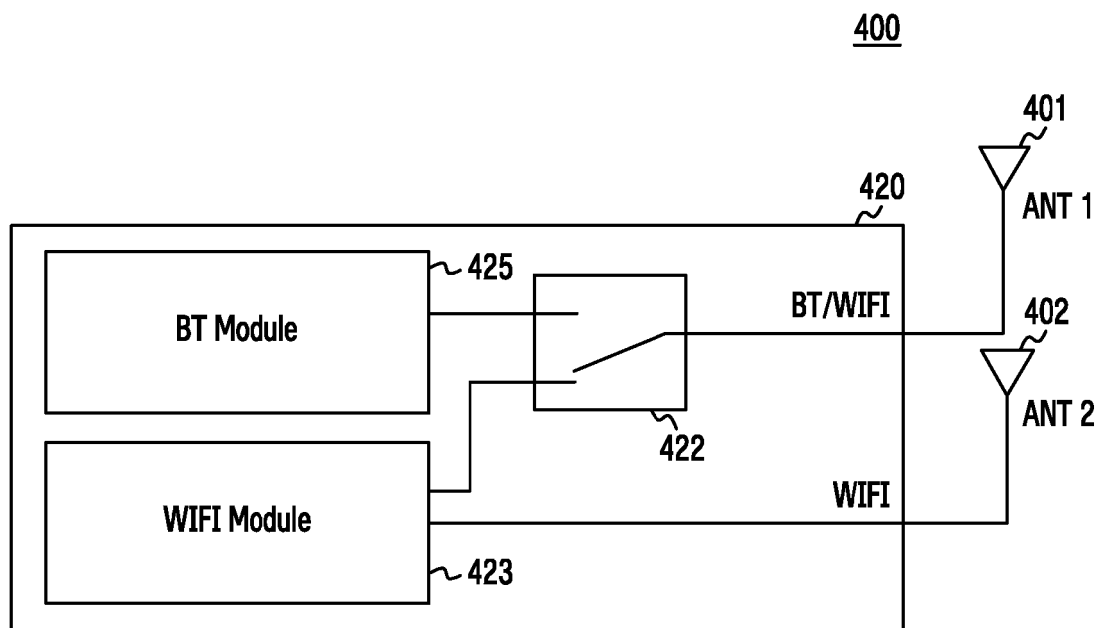 400
401
ANT 1
420
425
BT Module
BT/WIFI
402
ANT 2
422
WIFI
WIFI Module
423